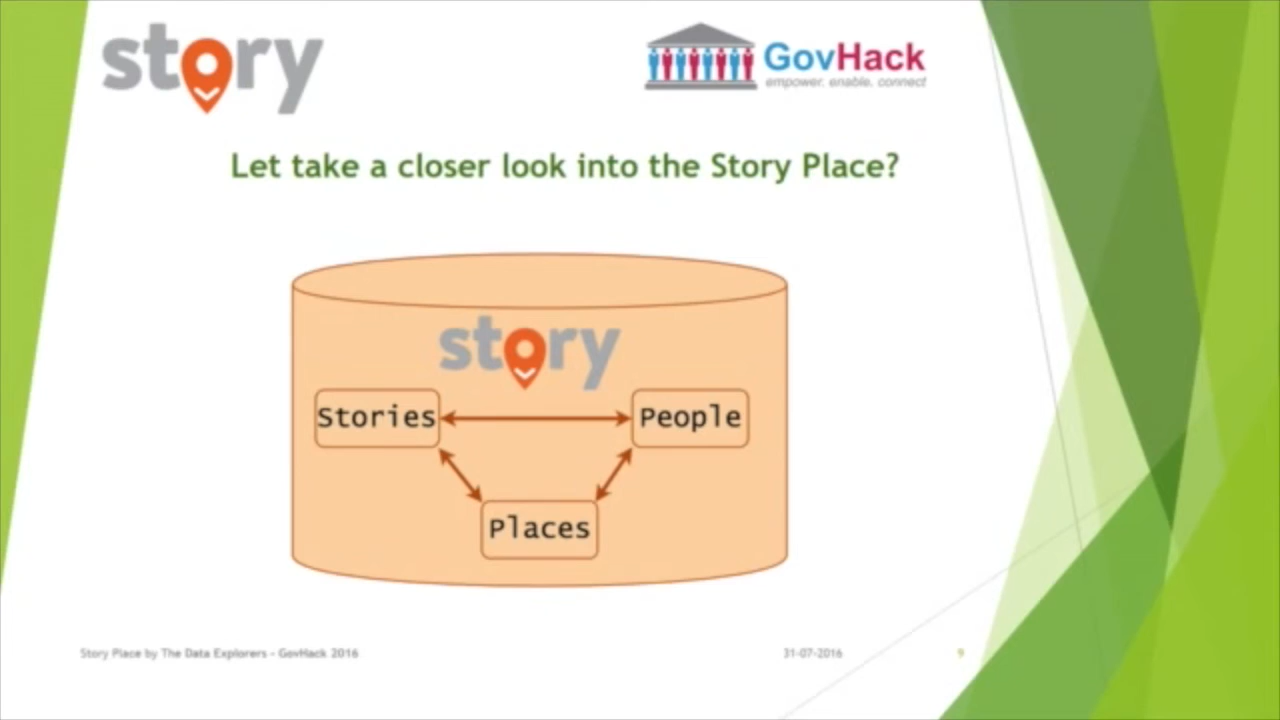 story
GovHack
empower, enable, connect
Let take a closer look into the Story Place?
story
Stories
People
Places
Story Place by The Data Explorers - GovHack 2016
31-07-2016
9